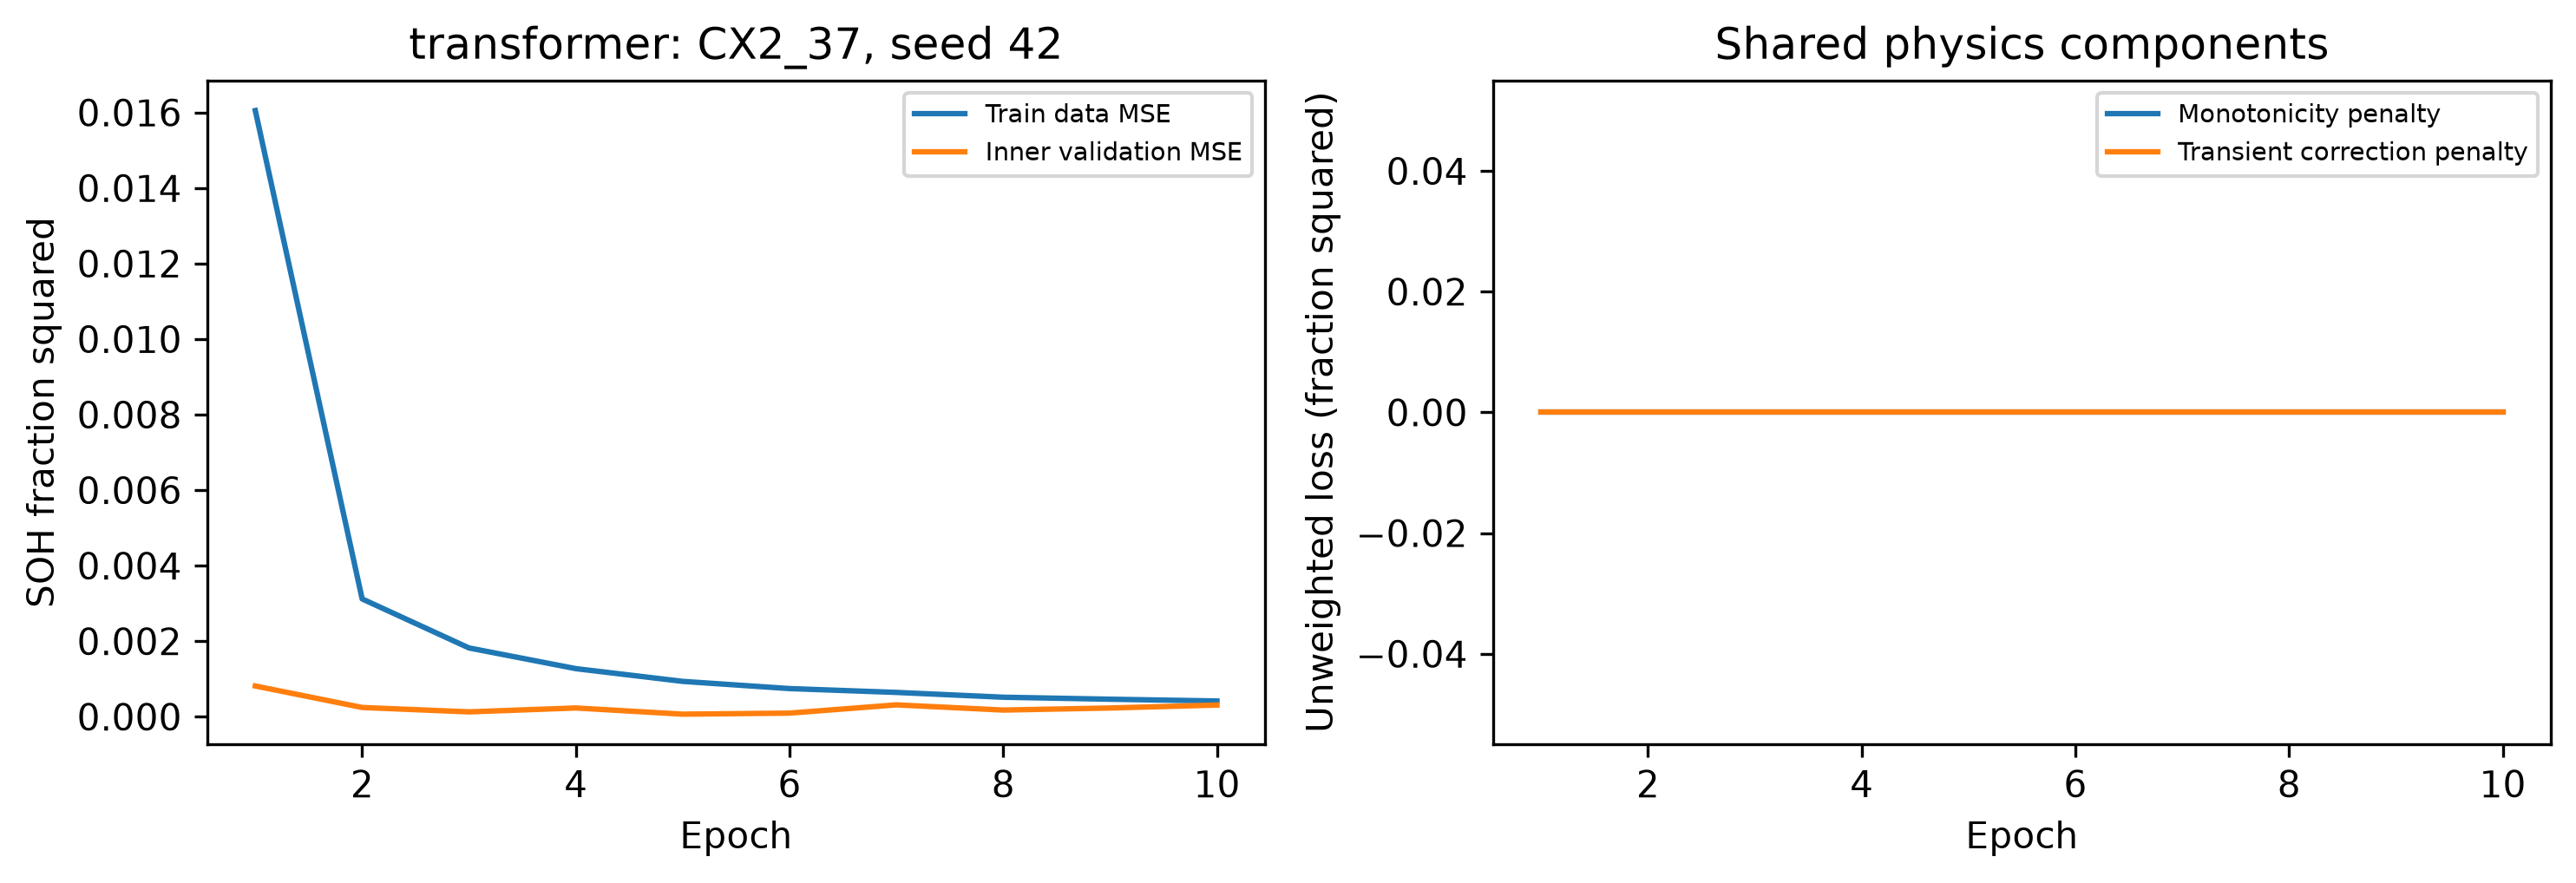 transformer: CX2_37, seed 42
SOH fraction squared
0.016
0.014
0.012
0.010
0.008
0.006
0.004
0.002
0.000
Train data MSE
Inner validation MSE
2 4 6 8 10
Epoch
Shared physics components
Unweighted loss (fraction squared)
0.04
0.02
0.00
−0.02
−0.04
Monotonicity penalty
Transient correction penalty
2 4 6 8 10
Epoch